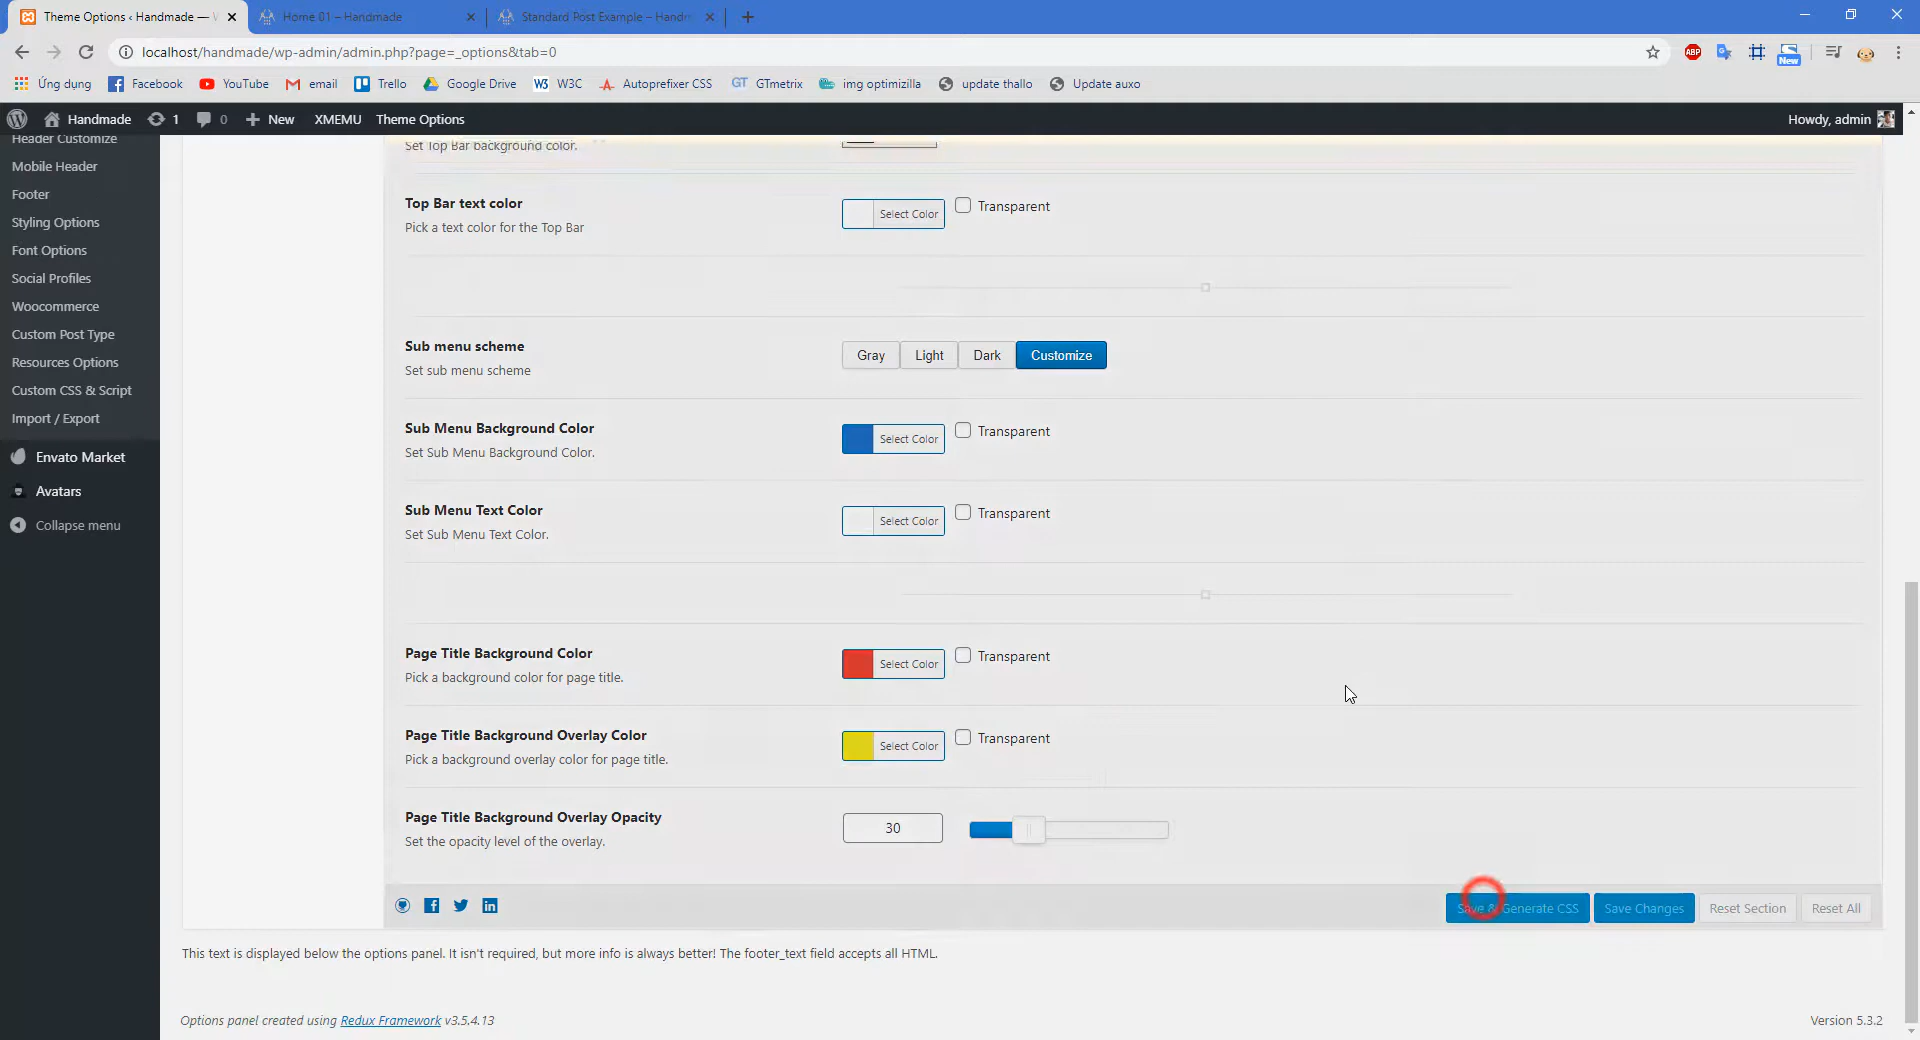 Theme Options ‹ Handmade — W
Home 01 – Handmade
Standard Post Example – Handm
localhost/handmade/wp-admin/admin.php?page=_options&tab=0
ABP
New
Ứng dụng
Facebook
YouTube
email
Trello
Google Drive
W3C
Autoprefixer CSS
GTmetrix
img optimizilla
update thallo
Update auxo
Handmade
1
0
New
XMEMU
Theme Options
Howdy, admin
Header Customize
Mobile Header
Footer
Styling Options
Font Options
Social Profiles
Woocommerce
Custom Post Type
Resources Options
Custom CSS & Script
Import / Export
Envato Market
Avatars
Collapse menu
Set Top Bar background color.
Top Bar text color
Pick a text color for the Top Bar
Select Color
Transparent
Sub menu scheme
Set sub menu scheme
Gray
Light
Dark
Customize
Sub Menu Background Color
Set Sub Menu Background Color.
Select Color
Transparent
Sub Menu Text Color
Set Sub Menu Text Color.
Select Color
Transparent
Page Title Background Color
Pick a background color for page title.
Select Color
Transparent
Page Title Background Overlay Color
Pick a background overlay color for page title.
Select Color
Transparent
Page Title Background Overlay Opacity
Set the opacity level of the overlay.
30
Save & Generate CSS
Save Changes
Reset Section
Reset All
This text is displayed below the options panel. It isn't required, but more info is always better! The footer_text field accepts all HTML.
Options panel created using Redux Framework v3.5.4.13
Version 5.3.2